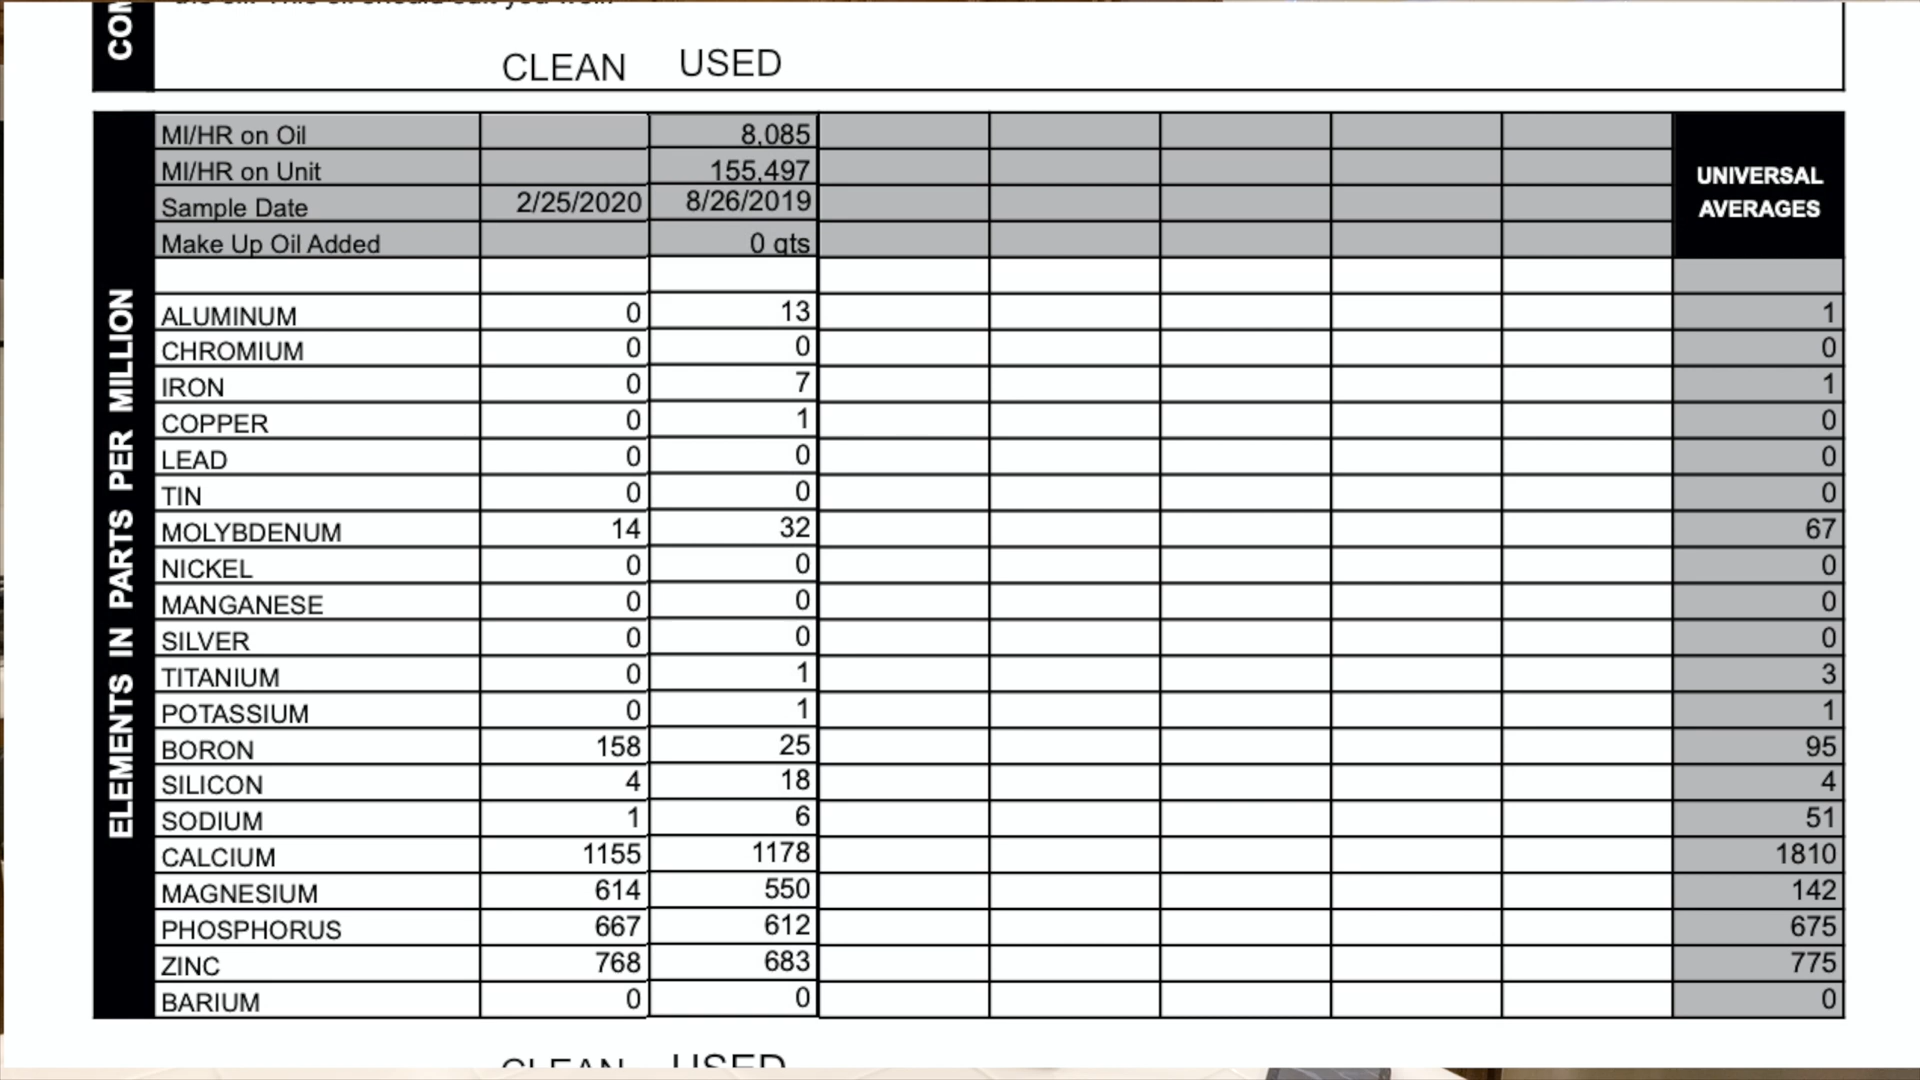 CLEAN USED
COM
MI/HR on Oil 8,085
MI/HR on Unit 155,497
Sample Date 2/25/2020 8/26/2019
Make Up Oil Added 0 qts
UNIVERSAL
AVERAGES
ELEMENTS IN PARTS PER MILLION
ALUMINUM 0 13 1
CHROMIUM 0 0 0
IRON 0 7 1
COPPER 0 1 0
LEAD 0 0 0
TIN 0 0 0
MOLYBDENUM 14 32 67
NICKEL 0 0 0
MANGANESE 0 0 0
SILVER 0 0 0
TITANIUM 0 1 3
POTASSIUM 0 1 1
BORON 158 25 95
SILICON 4 18 4
SODIUM 1 6 51
CALCIUM 1155 1178 1810
MAGNESIUM 614 550 142
PHOSPHORUS 667 612 675
ZINC 768 683 775
BARIUM 0 0 0
CLEAN USED